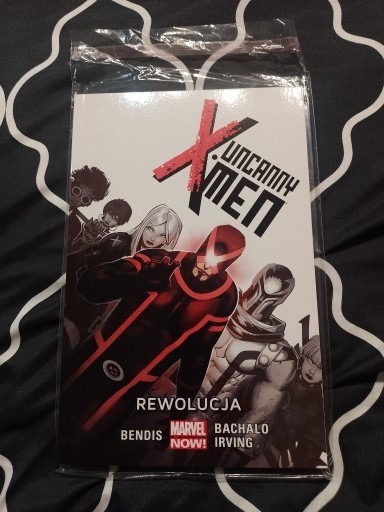 UNCANNY
X-MEN
REWOLUCJA
BENDIS
MARVEL
NOW!
BACHALO
IRVING